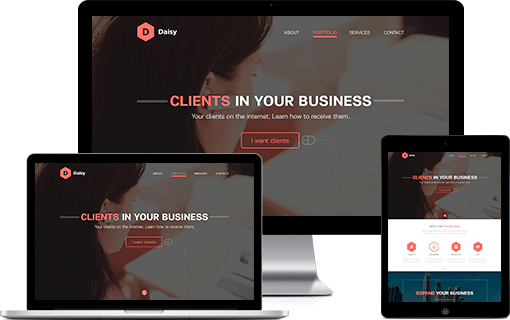 D Daisy
ABOUT PORTFOLIO SERVICES CONTACT
CLIENTS IN YOUR BUSINESS
Your clients on the internet. Learn how to receive them.
I want clients
D Daisy
ABOUT PORTFOLIO SERVICES CONTACT
CLIENTS IN YOUR BUSINESS
Your clients on the internet. Learn how to receive them.
I want clients
Daisy
CLIENTS IN YOUR BUSINESS
EXPAND YOUR BUSINESS